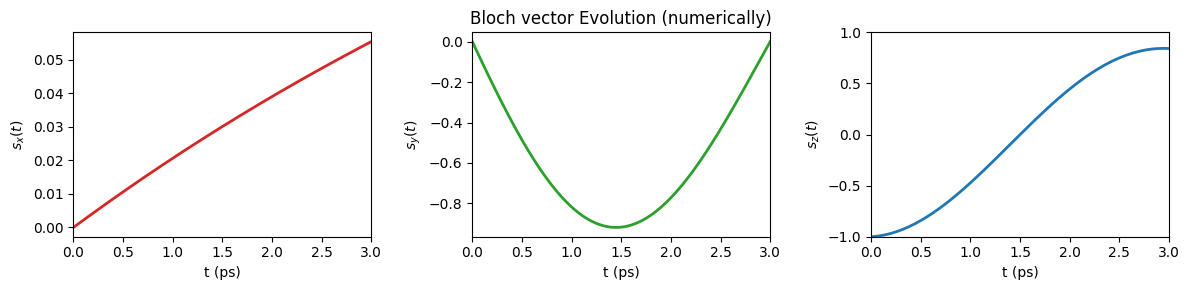 Bloch vector Evolution (numerically)
0.05
0.04
0.03
0.02
0.01
0.00
s_x(t)
0.0 0.5 1.0 1.5 2.0 2.5 3.0
t (ps)
0.0
−0.2
−0.4
−0.6
−0.8
s_y(t)
0.0 0.5 1.0 1.5 2.0 2.5 3.0
t (ps)
1.0
0.5
0.0
−0.5
−1.0
s_z(t)
0.0 0.5 1.0 1.5 2.0 2.5 3.0
t (ps)